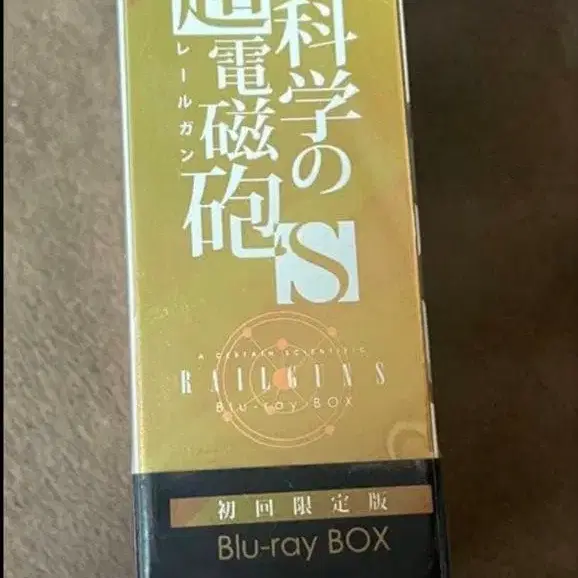 科学の
超電磁砲
レールガン
S
A CERTAIN SCIENTIFIC
RAILGUN S
Blu-ray BOX
初回限定版
Blu-ray BOX